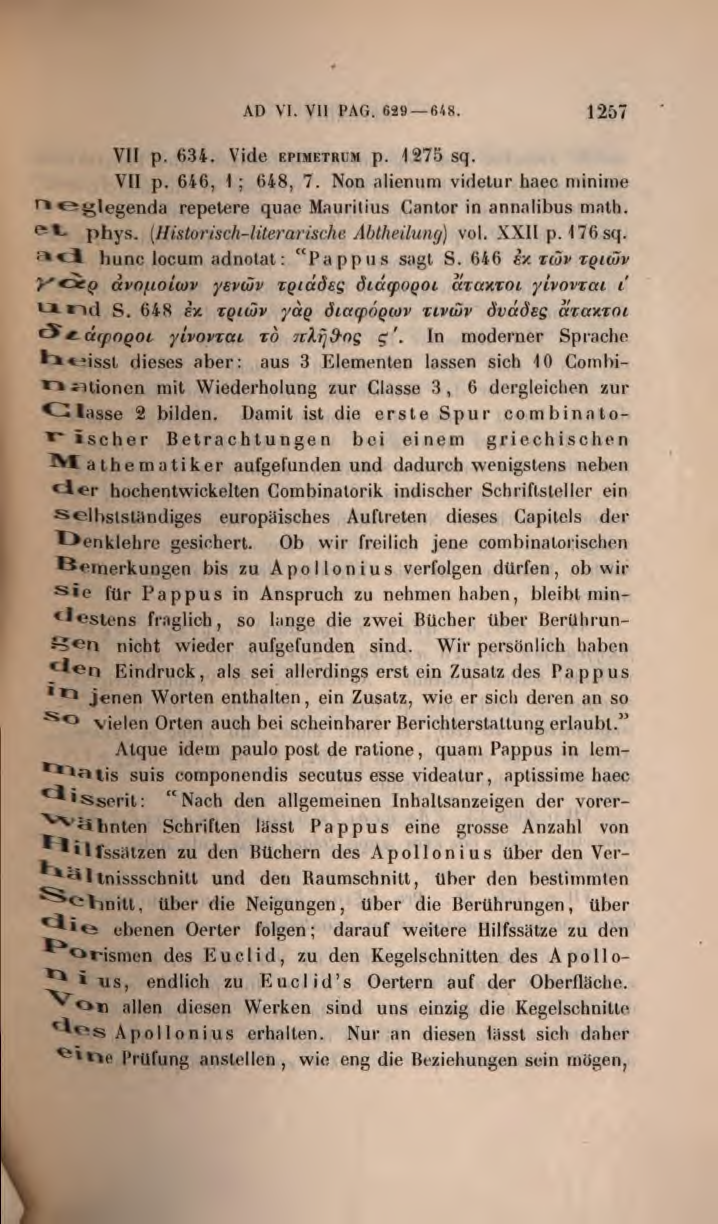 AD VI. VII PAG. 629—648. 1257
VII p. 634. Vide EPIMETRUM p. 1275 sq.
VII p. 646, 1; 648, 7. Non alienum videtur haec minime
neglegenda repetere quae Mauritius Cantor in annalibus math.
et phys. (Historisch-literarische Abtheilung) vol. XXII p. 176 sq.
ad hunc locum adnotat: “Pappus sagt S. 646 ἐκ τῶν τριῶν
γὰρ ἀνομοίων γενῶν τριάδες διάφοροι ἄτακτοι γίνονται ι΄
und S. 648 ἐκ τριῶν γὰρ διαφόρων τινῶν δυάδες ἄτακτοι
διάφοροι γίνονται τὸ πλῆϑος ς΄. In moderner Sprache
heisst dieses aber: aus 3 Elementen lassen sich 10 Combi-
nationen mit Wiederholung zur Classe 3, 6 dergleichen zur
Classe 2 bilden. Damit ist die erste Spur combinato-
rischer Betrachtungen bei einem griechischen
Mathematiker aufgefunden und dadurch wenigstens neben
der hochentwickelten Combinatorik indischer Schriftsteller ein
selbstständiges europäisches Auftreten dieses Capitels der
Denklehre gesichert. Ob wir freilich jene combinatorischen
Bemerkungen bis zu Apollonius verfolgen dürfen, ob wir
sie für Pappus in Anspruch zu nehmen haben, bleibt min-
destens fraglich, so lange die zwei Bücher über Berührun-
gen nicht wieder aufgefunden sind. Wir persönlich haben
den Eindruck, als sei allerdings erst ein Zusatz des Pappus
in jenen Worten enthalten, ein Zusatz, wie er sich deren an so
so vielen Orten auch bei scheinbarer Berichterstattung erlaubt.”
Atque idem paulo post de ratione, quam Pappus in lem-
matis suis componendis secutus esse videatur, aptissime haec
disserit: “Nach den allgemeinen Inhaltsanzeigen der vorer-
wähnten Schriften lässt Pappus eine grosse Anzahl von
Hilfssätzen zu den Büchern des Apollonius über den Ver-
hältnissschnitt und den Raumschnitt, über den bestimmten
Schnitt, über die Neigungen, über die Berührungen, über
die ebenen Oerter folgen; darauf weitere Hilfssätze zu den
Porismen des Euclid, zu den Kegelschnitten des Apollo-
nius, endlich zu Euclid's Oertern auf der Oberfläche.
Von allen diesen Werken sind uns einzig die Kegelschnitte
des Apollonius erhalten. Nur an diesen lässt sich daher
eine Prüfung anstellen, wie eng die Beziehungen sein mögen,